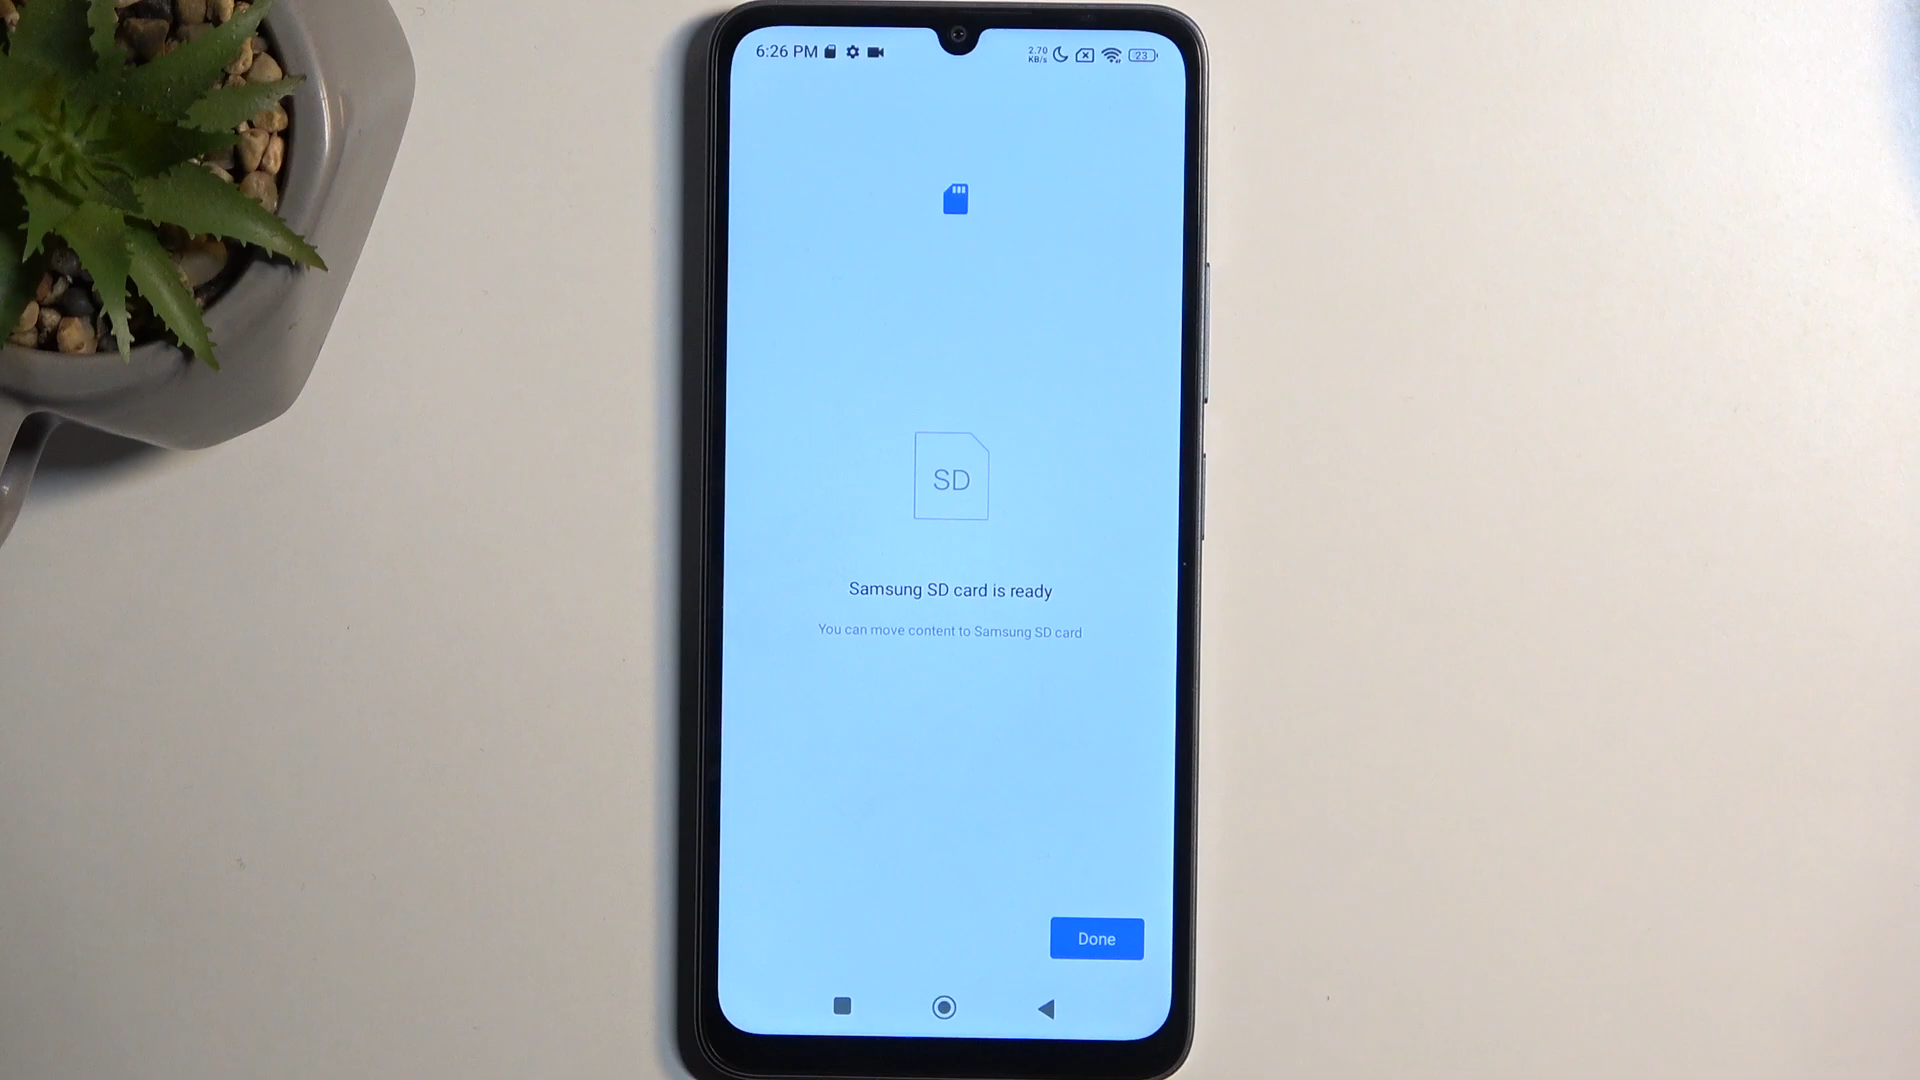 6:26 PM
2.70
KB/s
23
SD
Samsung SD card is ready
You can move content to Samsung SD card
Done